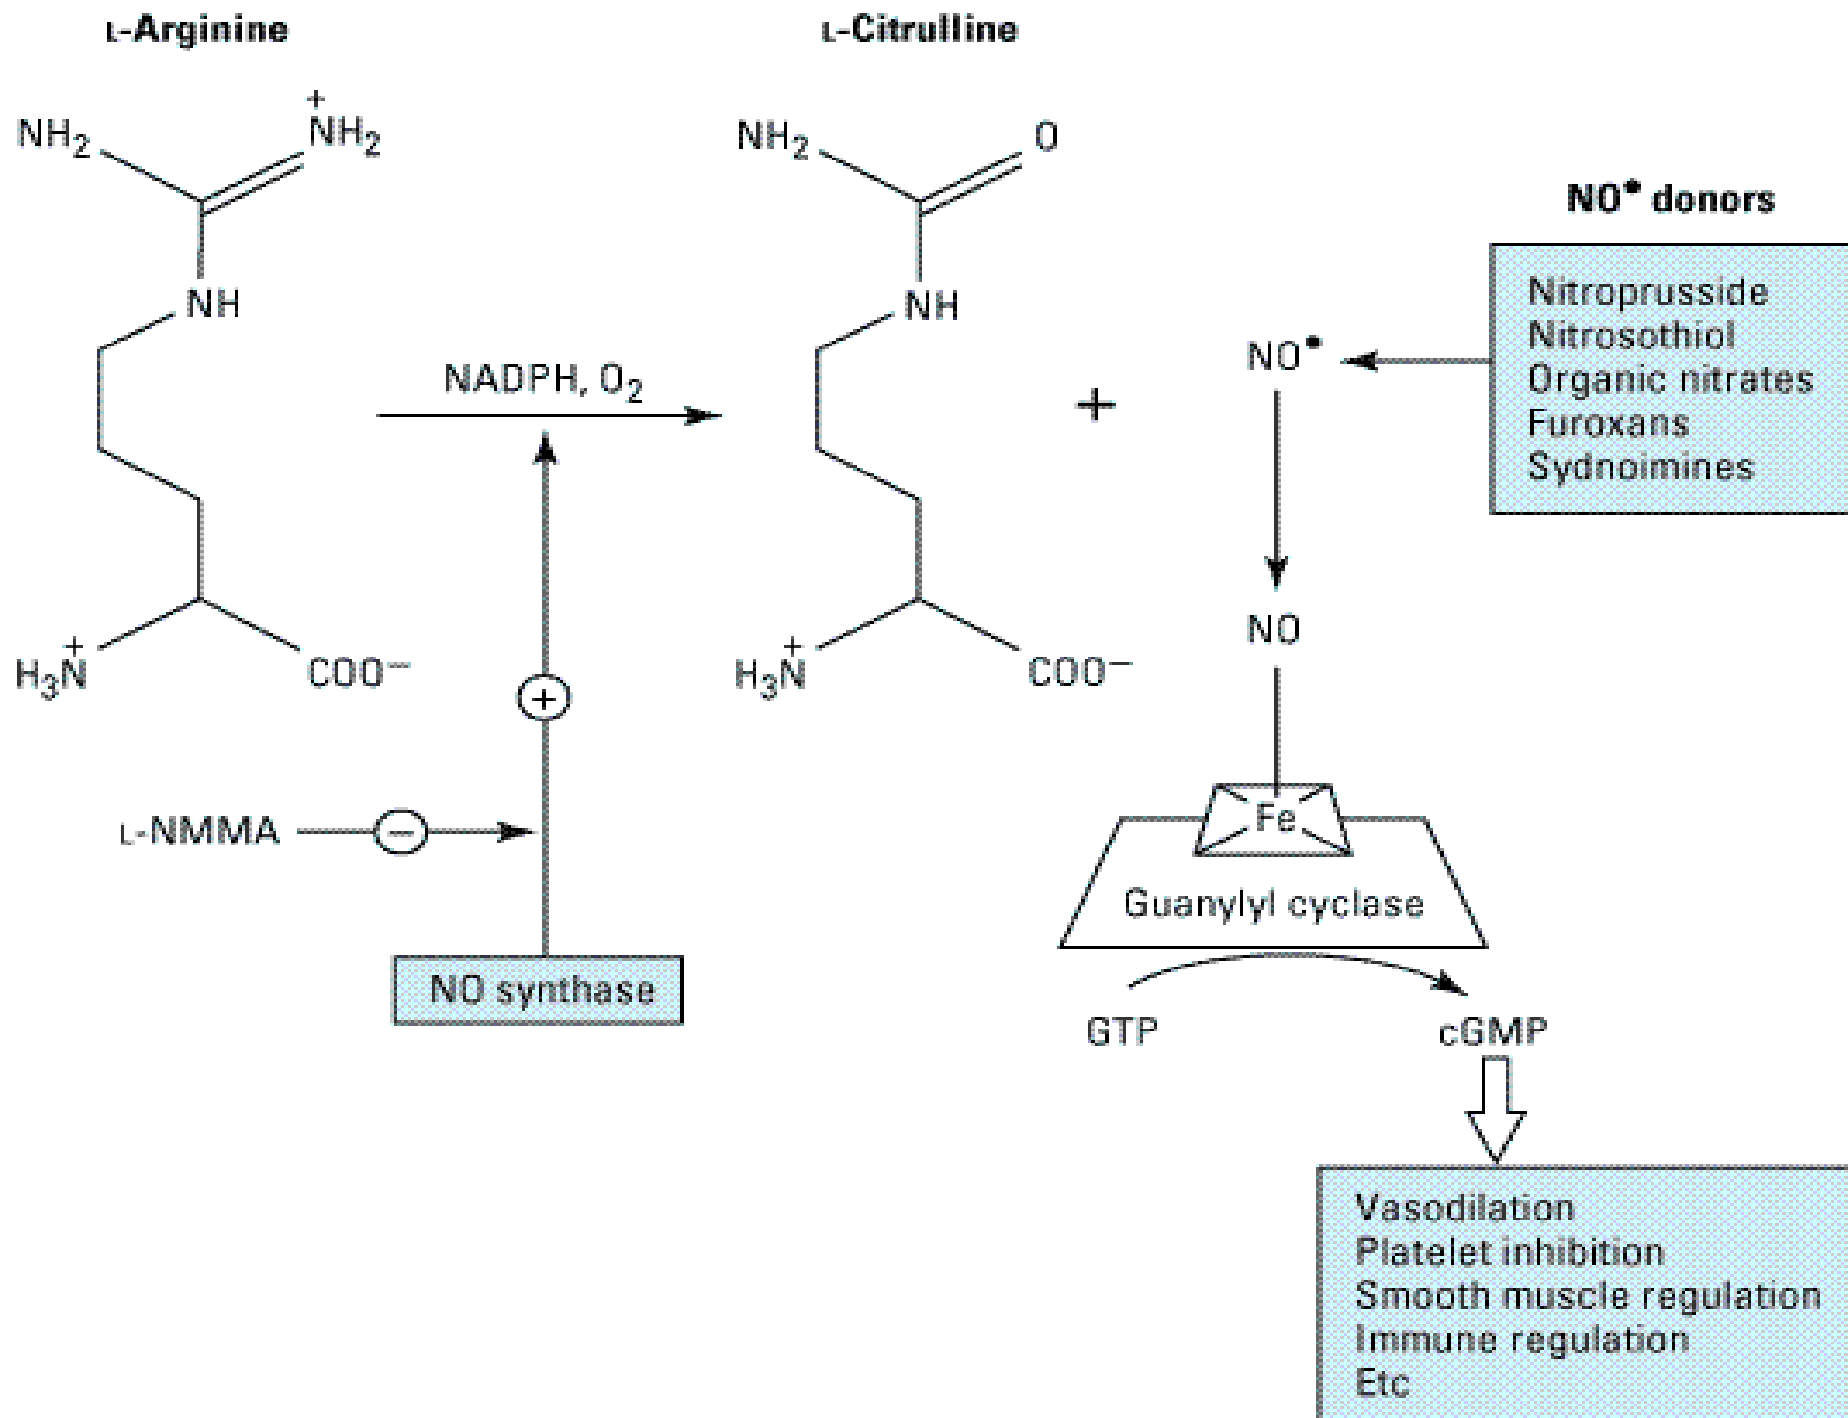 L-Arginine
L-Citrulline
NH2
+
NH2
NH2
O
NO• donors
NH
NH
Nitroprusside
Nitrosothiol
Organic nitrates
Furoxans
Sydnoimines
NADPH, O2
+
NO•
NO
H3N+
COO−
H3N+
COO−
+
L-NMMA
−
Fe
Guanylyl cyclase
NO synthase
GTP
cGMP
Vasodilation
Platelet inhibition
Smooth muscle regulation
Immune regulation
Etc